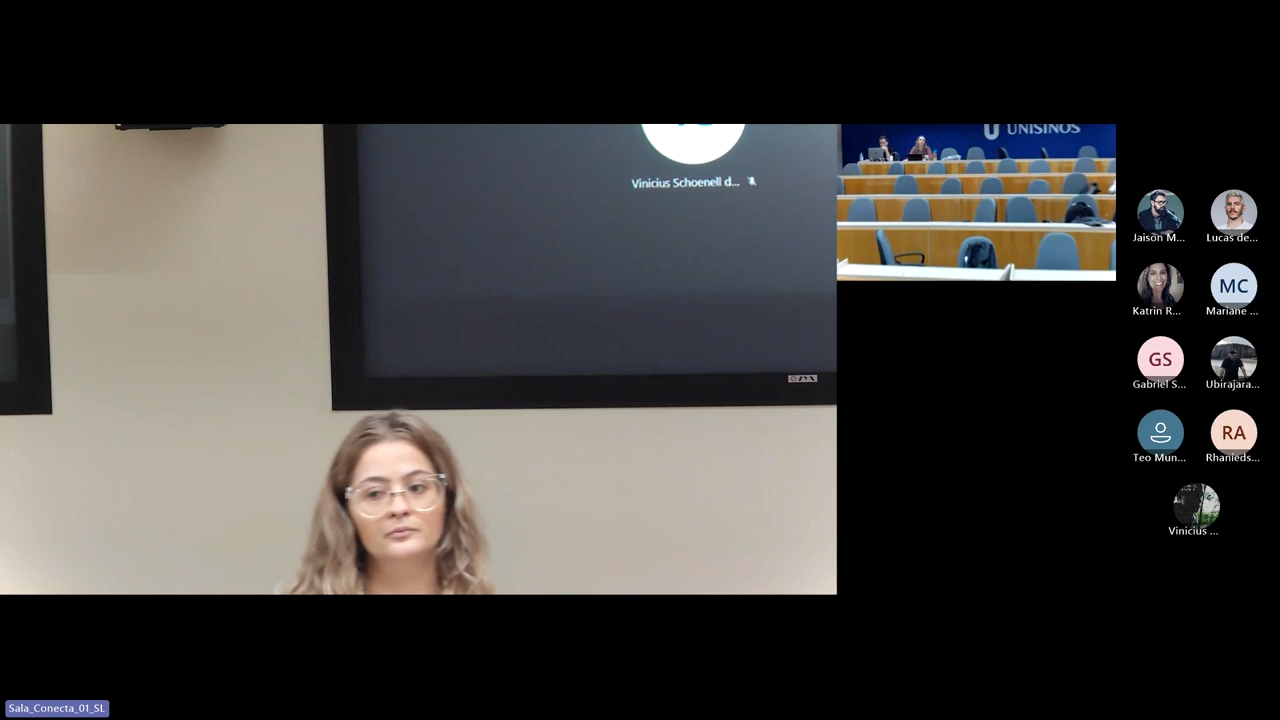 Vinicius Schoenell d...
UNISINOS
Jaison M...
Lucas de...
Katrin R...
MC
Mariane ...
GS
Gabriel S...
Ubirajara...
Teo Mun...
RA
Rhanieds...
Vinicius ...
Sala_Conecta_01_SL